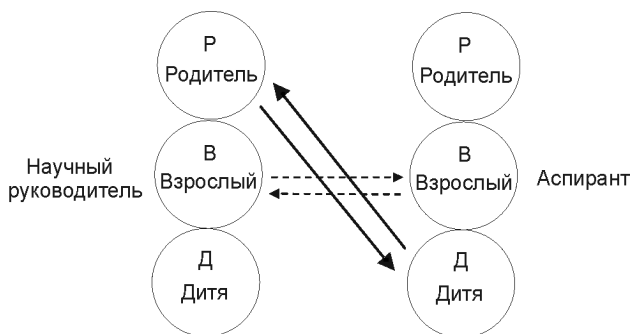 Р
Родитель
Р
Родитель
Научный
руководитель
В
Взрослый
В
Взрослый
Аспирант
Д
Дитя
Д
Дитя